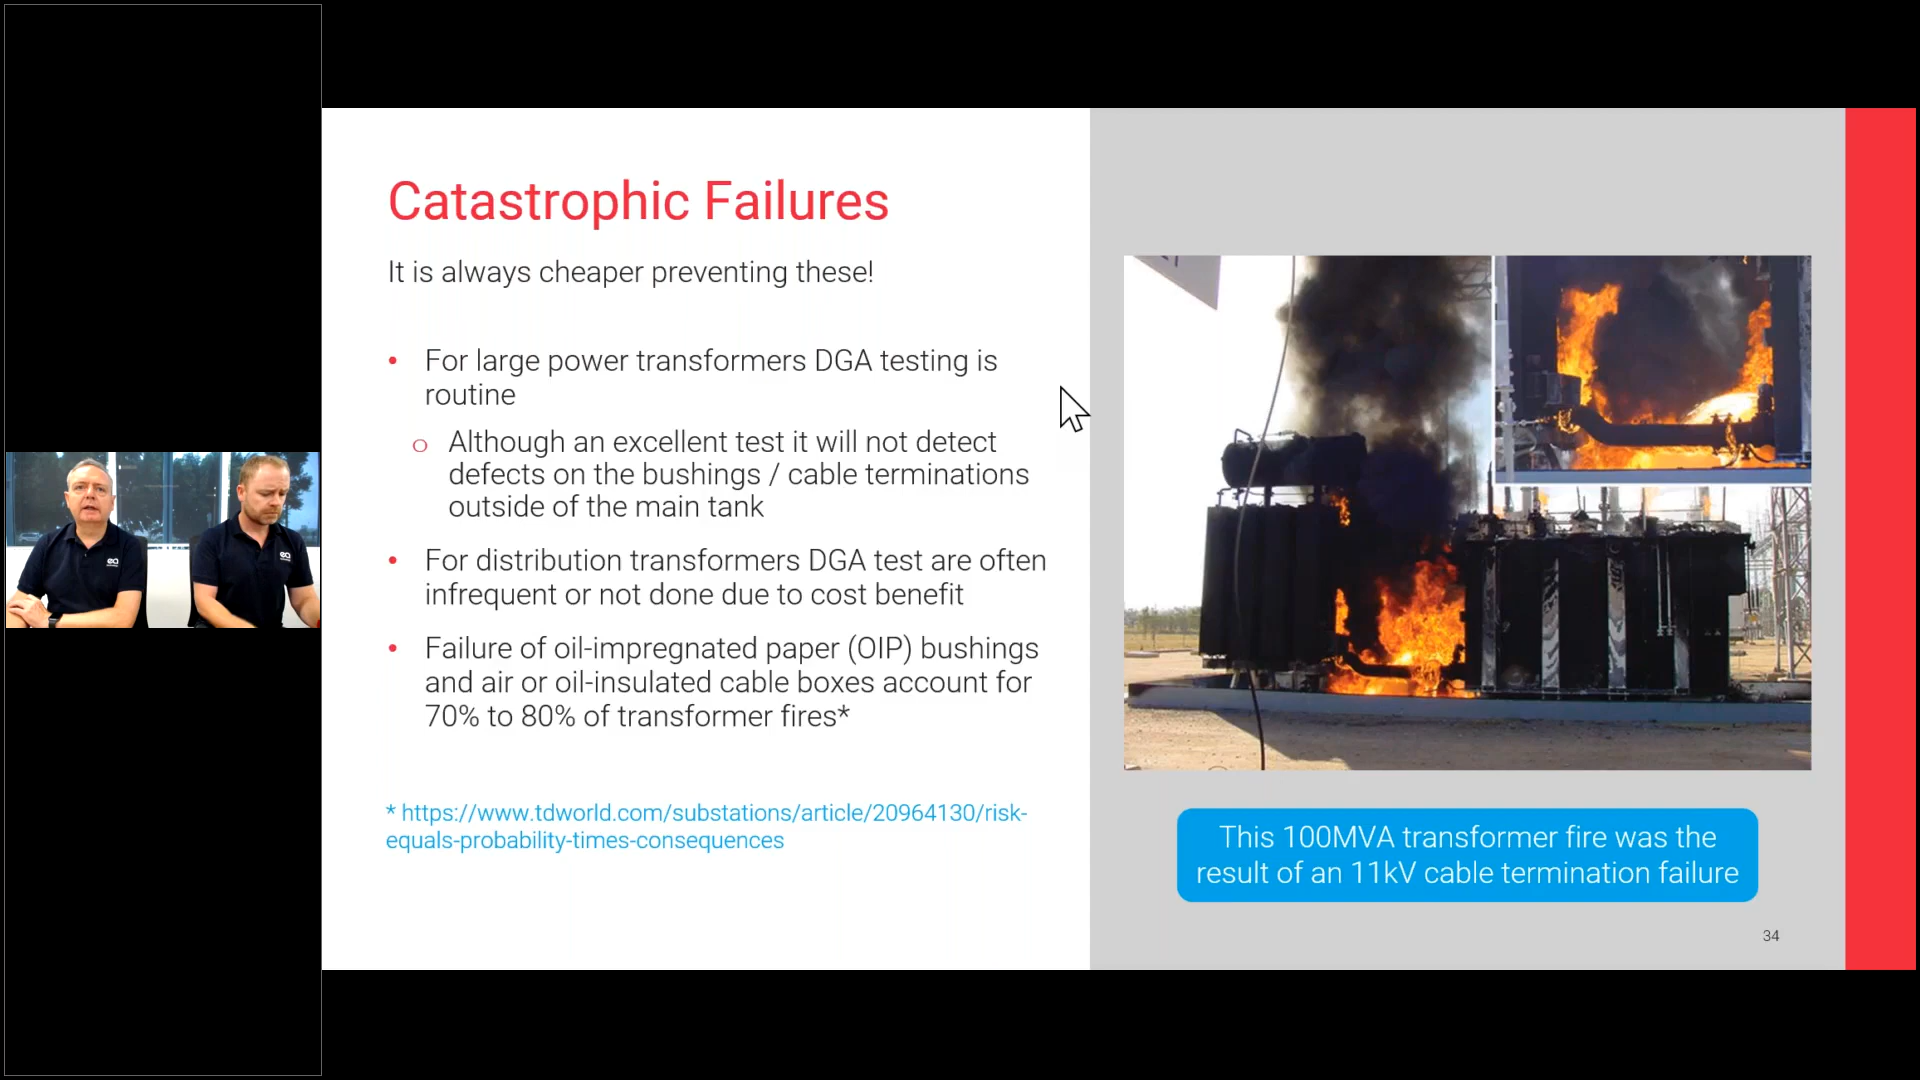 Catastrophic Failures
It is always cheaper preventing these!
• For large power transformers DGA testing is
routine
o Although an excellent test it will not detect
defects on the bushings / cable terminations
outside of the main tank
• For distribution transformers DGA test are often
infrequent or not done due to cost benefit
• Failure of oil-impregnated paper (OIP) bushings
and air or oil-insulated cable boxes account for
70% to 80% of transformer fires*
* https://www.tdworld.com/substations/article/20964130/risk-
equals-probability-times-consequences
This 100MVA transformer fire was the
result of an 11kV cable termination failure
34
ea
ea